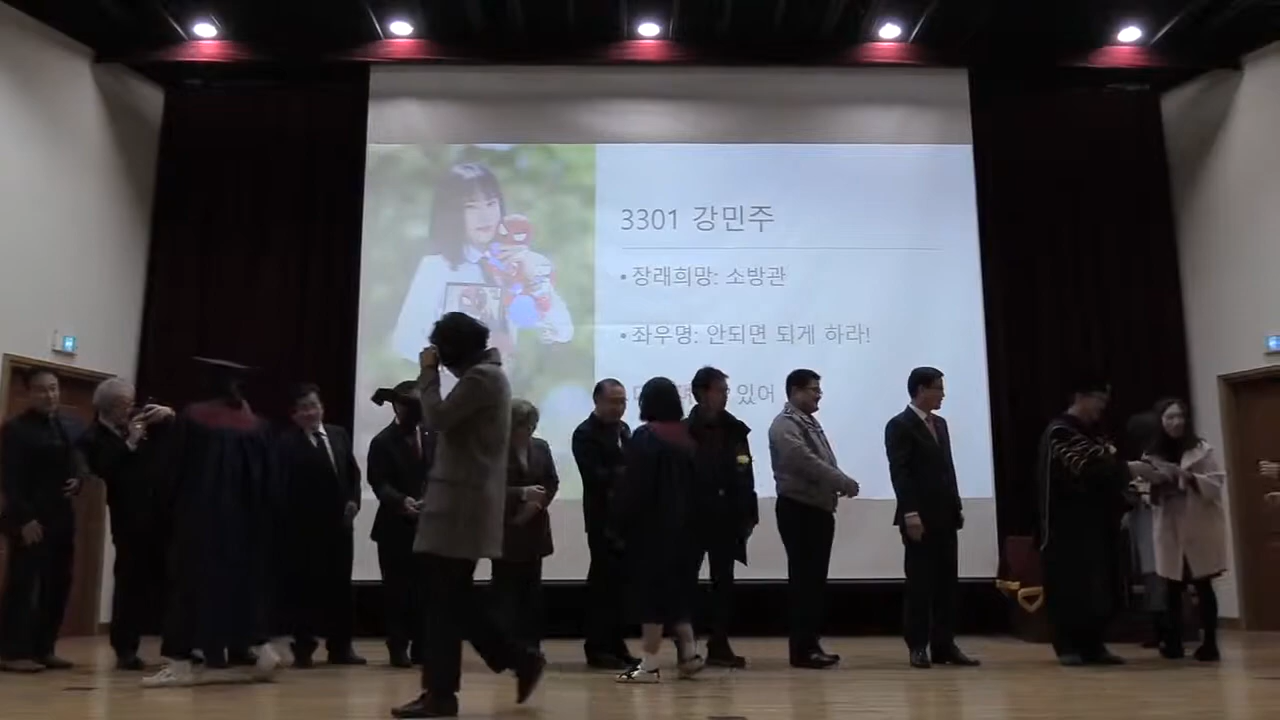 3301 강민주
• 장래희망: 소방관
• 좌우명: 안되면 되게 하라!
있어